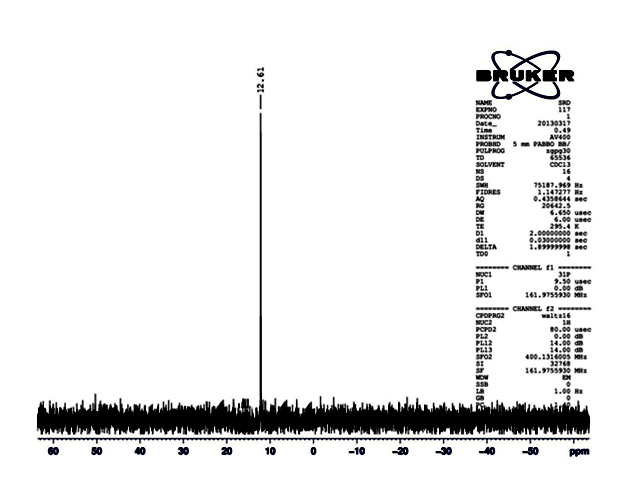 12.61
BRUKER
NAME SRD
EXPNO 117
PROCNO 1
Date_ 20130317
Time 0.49
INSTRUM AV400
PROBHD 5 mm PABBO BB/
PULPROG zgpg30
TD 65536
SOLVENT CDCl3
NS 16
DS 4
SWH 75187.969 Hz
FIDRES 1.147277 Hz
AQ 0.4358644 sec
RG 20642.5
DW 6.650 usec
DE 6.00 usec
TE 295.4 K
D1 2.00000000 sec
d11 0.03000000 sec
DELTA 1.89999998 sec
TD0 1
======== CHANNEL f1 ========
NUC1 31P
P1 9.50 usec
PL1 0.00 dB
SFO1 161.9755930 MHz
======== CHANNEL f2 ========
CPDPRG2 waltz16
NUC2 1H
PCPD2 80.00 usec
PL2 0.00 dB
PL12 14.00 dB
PL13 14.00 dB
SFO2 400.1316005 MHz
SI 32768
SF 161.9755930 MHz
WDW EM
SSB 0
LB 1.00 Hz
GB 0
PC
60 50 40 30 20 10 0 -10 -20 -30 -40 -50 ppm